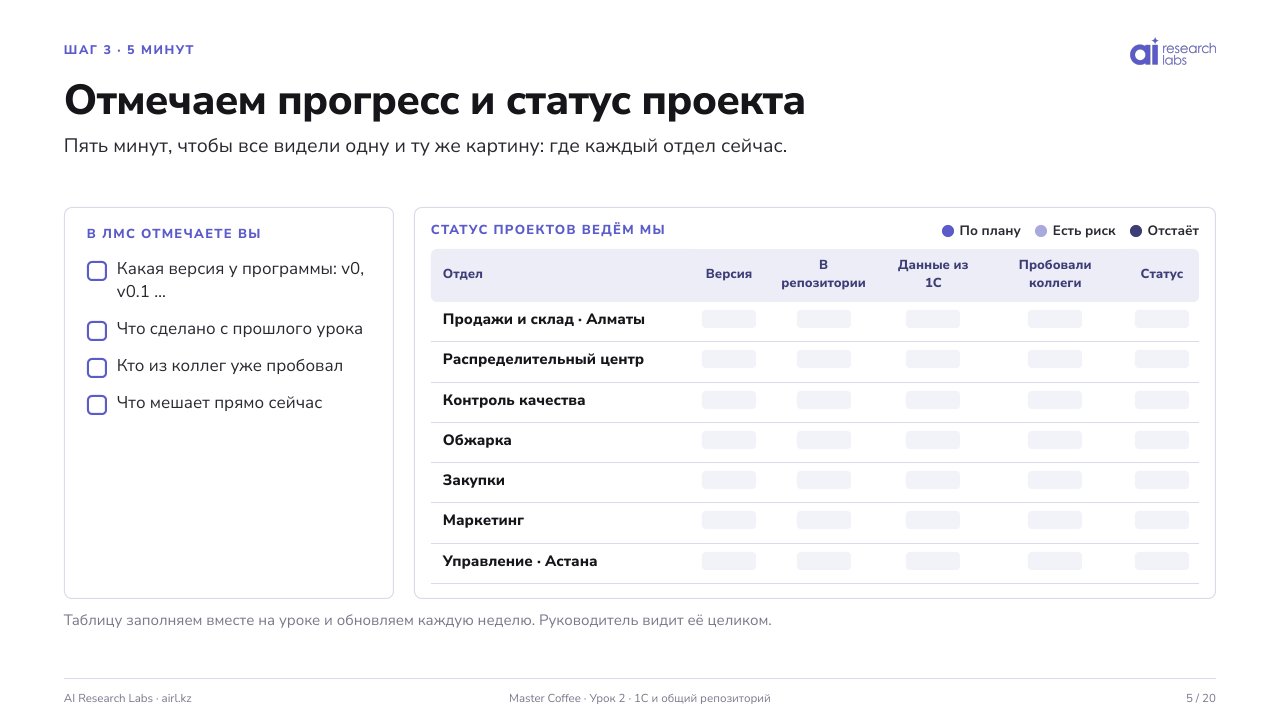 ШАГ 3 · 5 МИНУТ
ai research labs
Отмечаем прогресс и статус проекта
Пять минут, чтобы все видели одну и ту же картину: где каждый отдел сейчас.
В ЛМС ОТМЕЧАЕТЕ ВЫ
Какая версия у программы: v0,
v0.1 ...
Что сделано с прошлого урока
Кто из коллег уже пробовал
Что мешает прямо сейчас
СТАТУС ПРОЕКТОВ ВЕДЁМ МЫ
По плану Есть риск Отстаёт
Отдел Версия В репозитории Данные из 1С Пробовали коллеги Статус
Продажи и склад · Алматы
Распределительный центр
Контроль качества
Обжарка
Закупки
Маркетинг
Управление · Астана
Таблицу заполняем вместе на уроке и обновляем каждую неделю. Руководитель видит её целиком.
AI Research Labs · airl.kz Master Coffee · Урок 2 · 1С и общий репозиторий 5 / 20